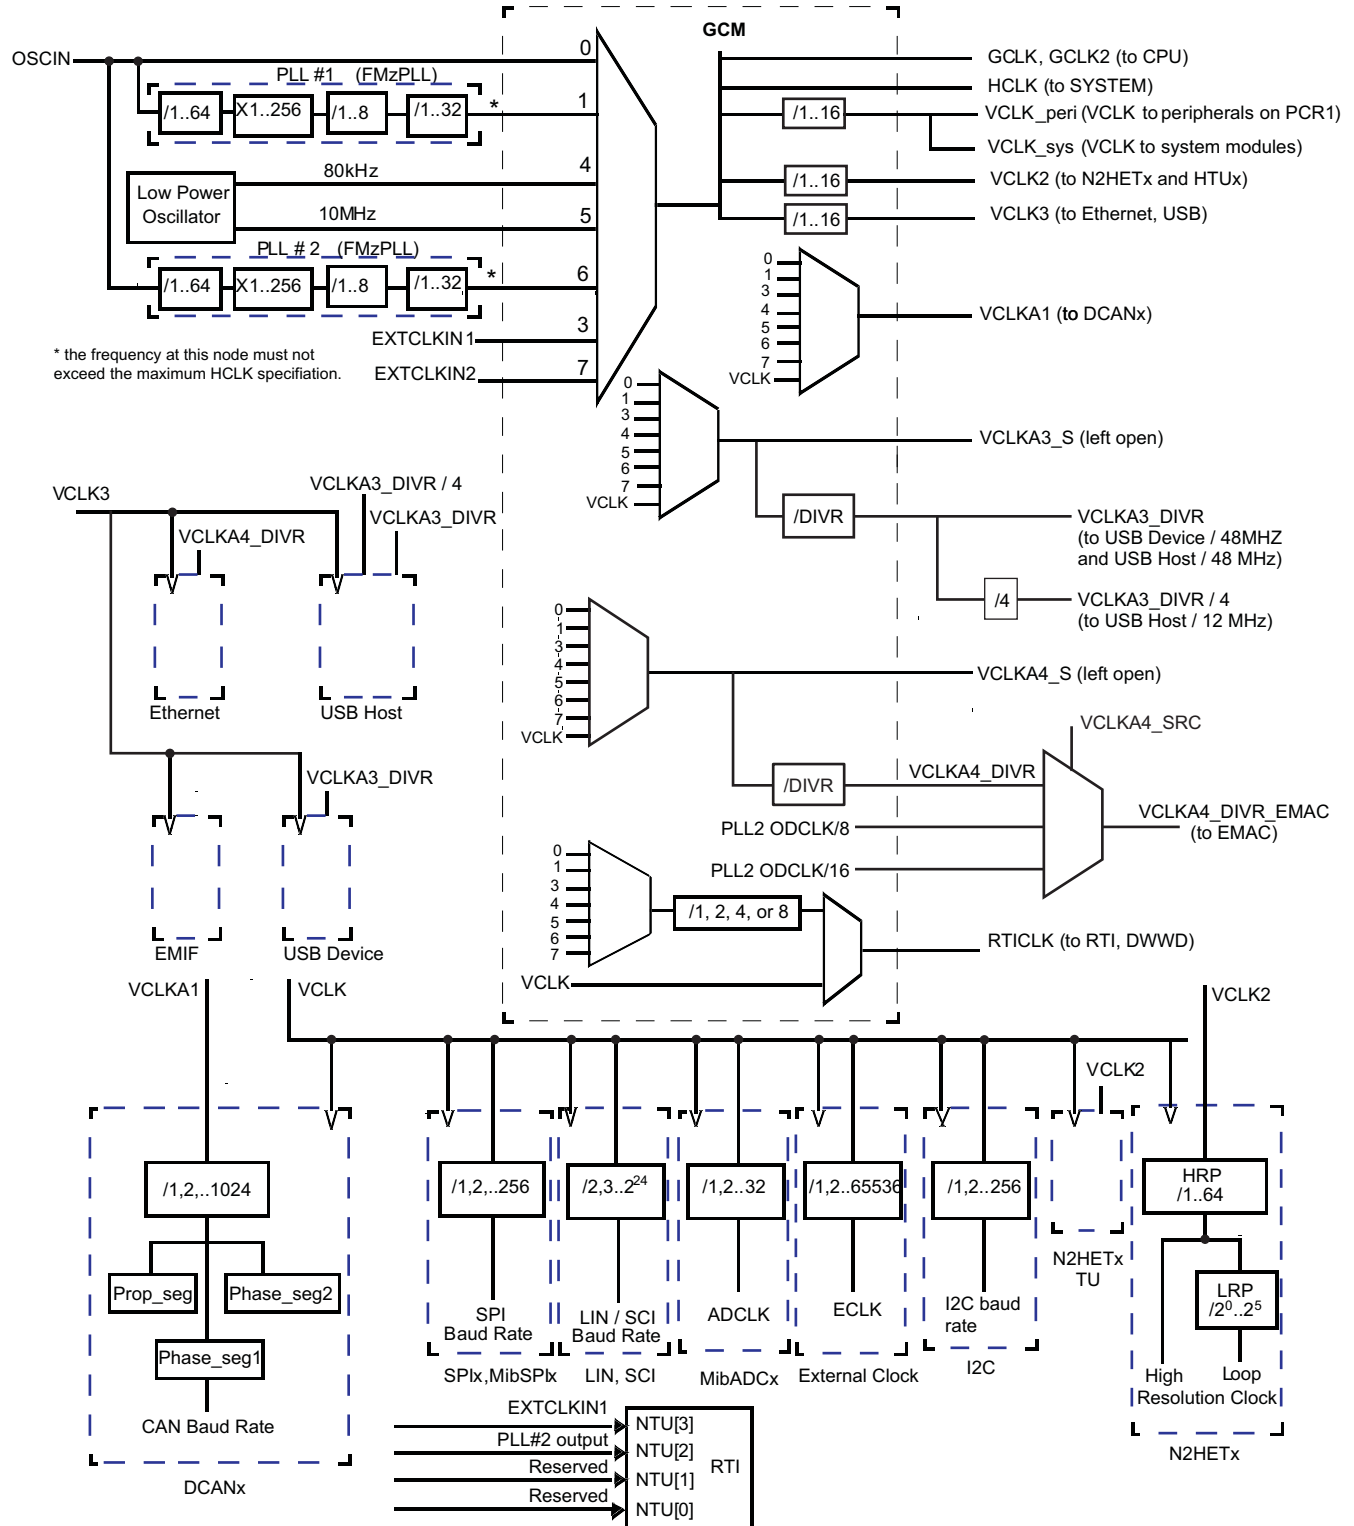 GCM
OSCIN
PLL #1 (FMzPLL)
/1..64
X1..256
/1..8
/1..32
*
0
1
4
5
6
3
7
80kHz
10MHz
Low Power
Oscillator
PLL # 2 (FMzPLL)
/1..64
X1..256
/1..8
/1..32
*
EXTCLKIN1
EXTCLKIN2
* the frequency at this node must not
exceed the maximum HCLK specifiation.
GCLK, GCLK2 (to CPU)
HCLK (to SYSTEM)
/1..16
VCLK_peri (VCLK to peripherals on PCR1)
VCLK_sys (VCLK to system modules)
/1..16
VCLK2 (to N2HETx and HTUx)
/1..16
VCLK3 (to Ethernet, USB)
0
1
3
4
5
6
7
VCLK
VCLKA1 (to DCANx)
0
1
3
4
5
6
7
VCLK
VCLKA3_S (left open)
/DIVR
VCLKA3_DIVR
(to USB Device / 48MHZ
and USB Host / 48 MHz)
/4
VCLKA3_DIVR / 4
(to USB Host / 12 MHz)
VCLK3
VCLKA3_DIVR / 4
VCLKA3_DIVR
VCLKA4_DIVR
Ethernet
USB Host
VCLKA3_DIVR
EMIF
USB Device
0
1
3
4
5
6
7
VCLK
VCLKA4_S (left open)
VCLKA4_SRC
/DIVR
VCLKA4_DIVR
PLL2 ODCLK/8
PLL2 ODCLK/16
VCLKA4_DIVR_EMAC
(to EMAC)
0
1
3
4
5
6
7
/1, 2, 4, or 8
VCLK
RTICLK (to RTI, DWWD)
VCLKA1
VCLK
VCLK2
VCLK2
/1,2,..1024
Prop_seg
Phase_seg2
Phase_seg1
CAN Baud Rate
DCANx
/1,2,..256
SPI
Baud Rate
SPIx,MibSPIx
/2,3..2²⁴
LIN / SCI
Baud Rate
LIN, SCI
/1,2..32
ADCLK
MibADCx
/1,2..65536
ECLK
External Clock
/1,2..256
I2C baud
rate
I2C
N2HETx
TU
HRP
/1..64
LRP
/2⁰..2⁵
High
Loop
Resolution Clock
N2HETx
EXTCLKIN1
NTU[3]
PLL#2 output
NTU[2]
Reserved
NTU[1]
Reserved
NTU[0]
RTI